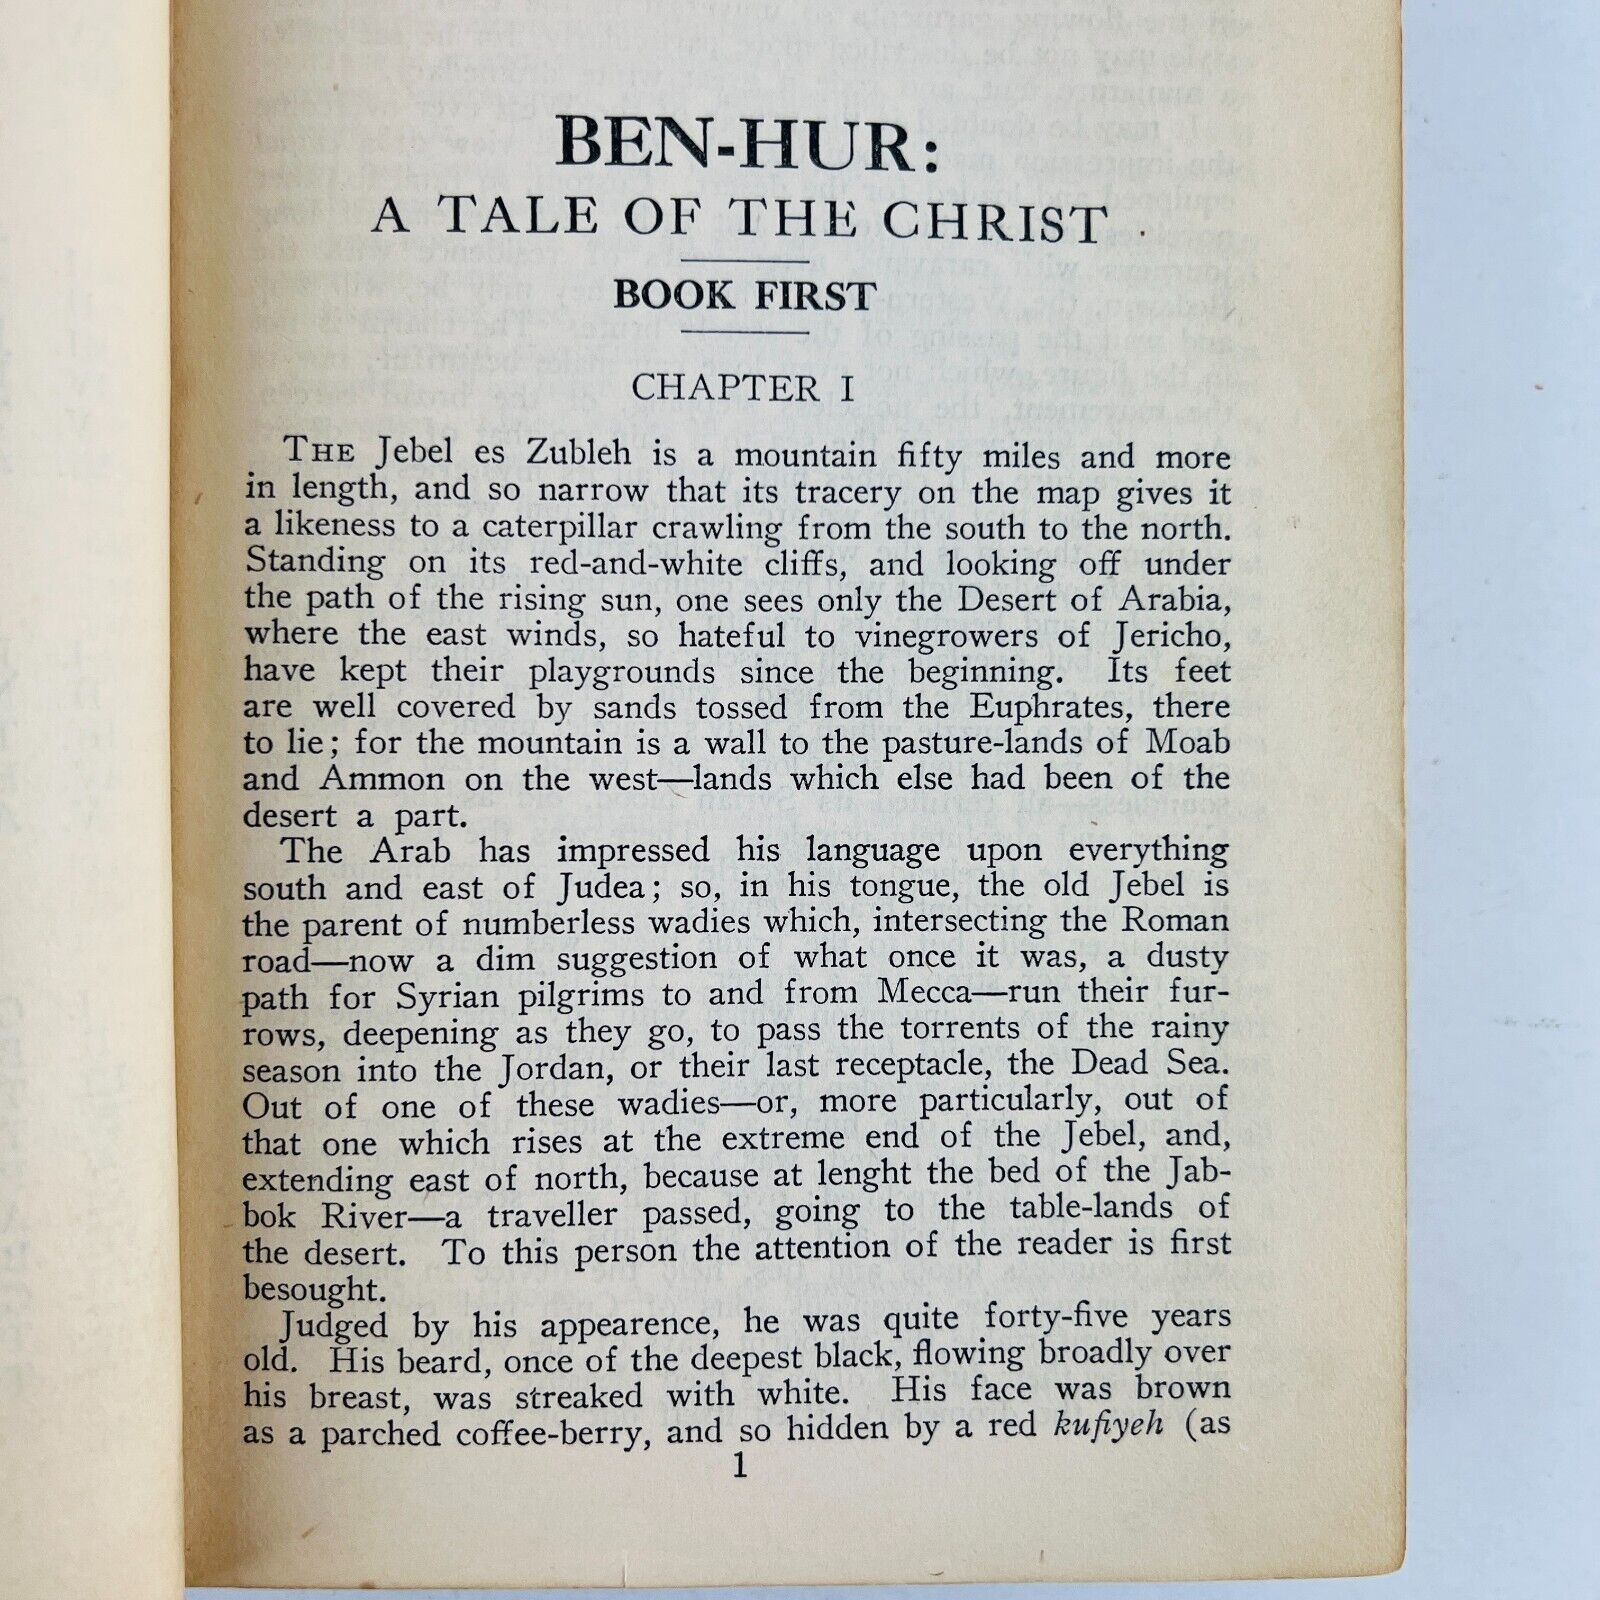 BEN-HUR:
A TALE OF THE CHRIST
BOOK FIRST
CHAPTER I
THE Jebel es Zubleh is a mountain fifty miles and more
in length, and so narrow that its tracery on the map gives it
a likeness to a caterpillar crawling from the south to the north.
Standing on its red-and-white cliffs, and looking off under
the path of the rising sun, one sees only the Desert of Arabia,
where the east winds, so hateful to vinegrowers of Jericho,
have kept their playgrounds since the beginning. Its feet
are well covered by sands tossed from the Euphrates, there
to lie; for the mountain is a wall to the pasture-lands of Moab
and Ammon on the west—lands which else had been of the
desert a part.
The Arab has impressed his language upon everything
south and east of Judea; so, in his tongue, the old Jebel is
the parent of numberless wadies which, intersecting the Roman
road—now a dim suggestion of what once it was, a dusty
path for Syrian pilgrims to and from Mecca—run their fur-
rows, deepening as they go, to pass the torrents of the rainy
season into the Jordan, or their last receptacle, the Dead Sea.
Out of one of these wadies—or, more particularly, out of
that one which rises at the extreme end of the Jebel, and,
extending east of north, because at lenght the bed of the Jab-
bok River—a traveller passed, going to the table-lands of
the desert. To this person the attention of the reader is first
besought.
Judged by his appearence, he was quite forty-five years
old. His beard, once of the deepest black, flowing broadly over
his breast, was streaked with white. His face was brown
as a parched coffee-berry, and so hidden by a red kufiyeh (as
1